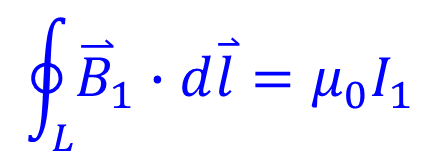 ∮_L B⃗₁ · dl⃗ = μ₀I₁